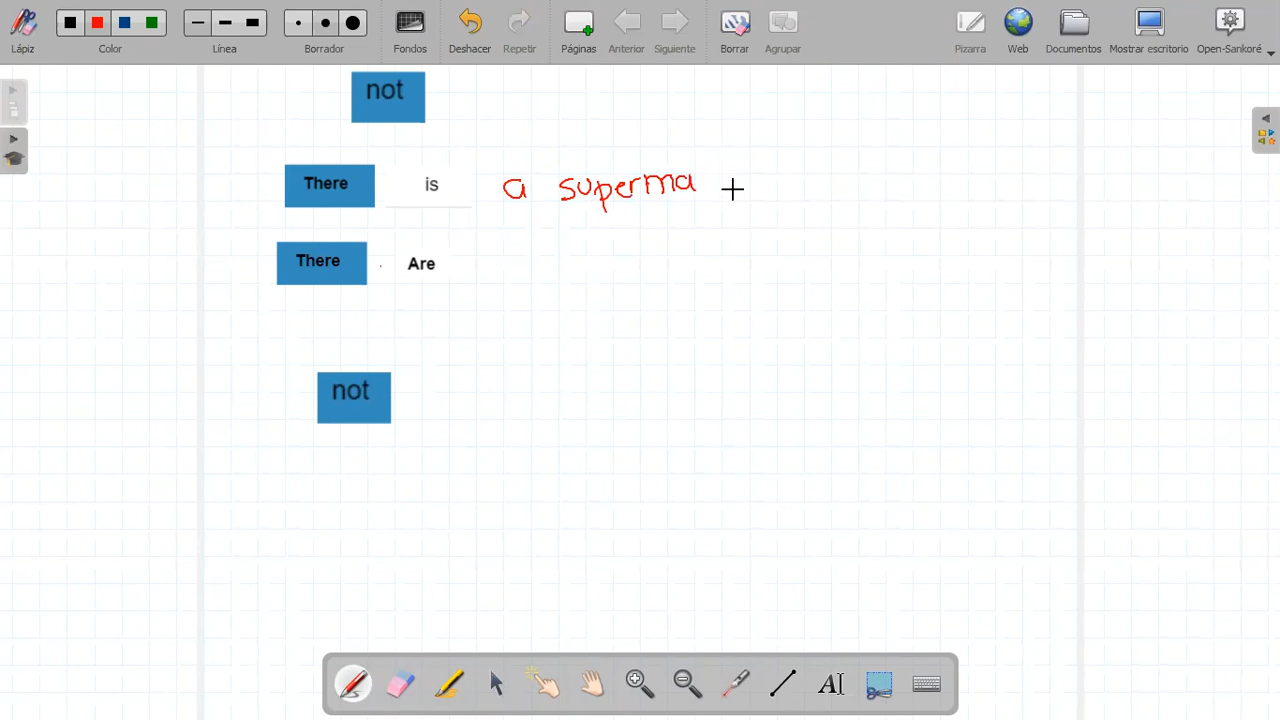 Lápiz Color Línea Borrador Fondos Deshacer Repetir Páginas Anterior Siguiente Borrar Agrupar Pizarra Web Documentos Mostrar escritorio Open-Sankoré
not
There is a superma
There Are
not